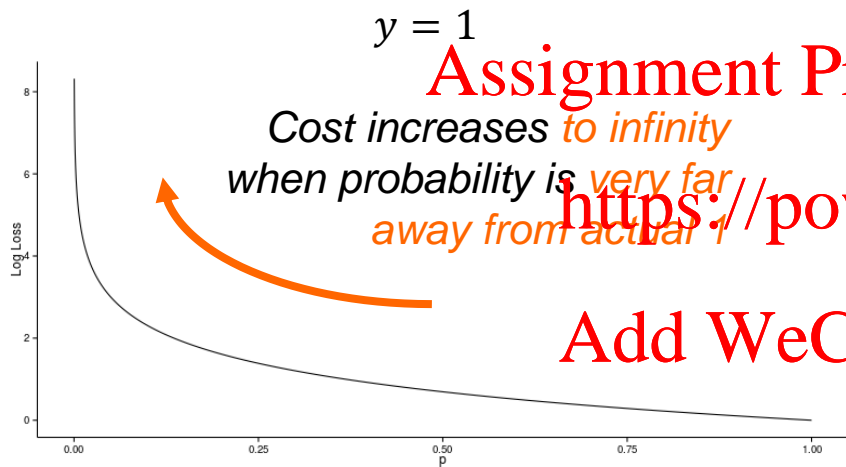 y = 1
Assignment P
Cost increases to infinity
when probability is very far
away from actual 1
https://pov
Add WeC
Log Loss
8
6
4
2
0
0.00
0.25
0.50
0.75
1.00
p